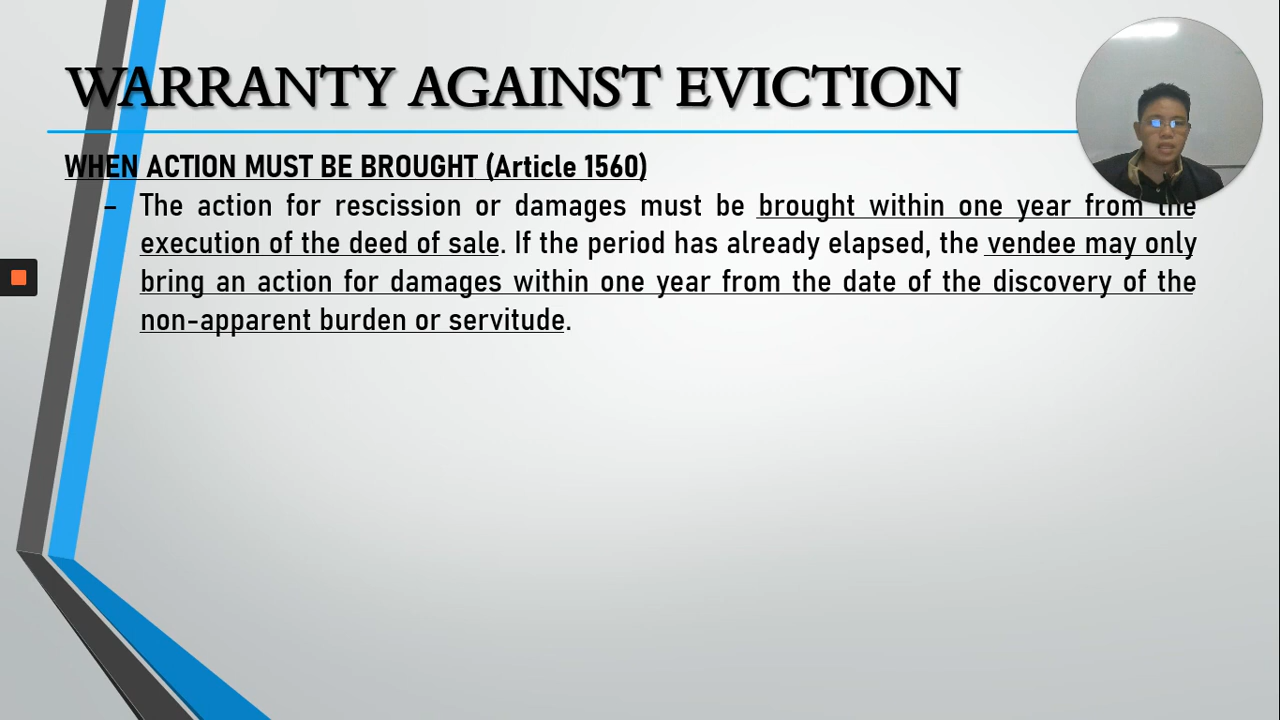 WARRANTY AGAINST EVICTION
WHEN ACTION MUST BE BROUGHT (Article 1560)
– The action for rescission or damages must be brought within one year from the
execution of the deed of sale. If the period has already elapsed, the vendee may only
bring an action for damages within one year from the date of the discovery of the
non-apparent burden or servitude.